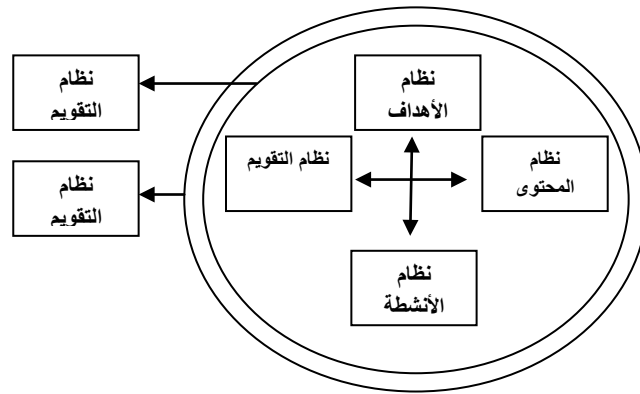 نظام
الأهداف
نظام
التقويم
نظام
المحتوى
نظام التقويم
نظام
التقويم
نظام
الأنشطة